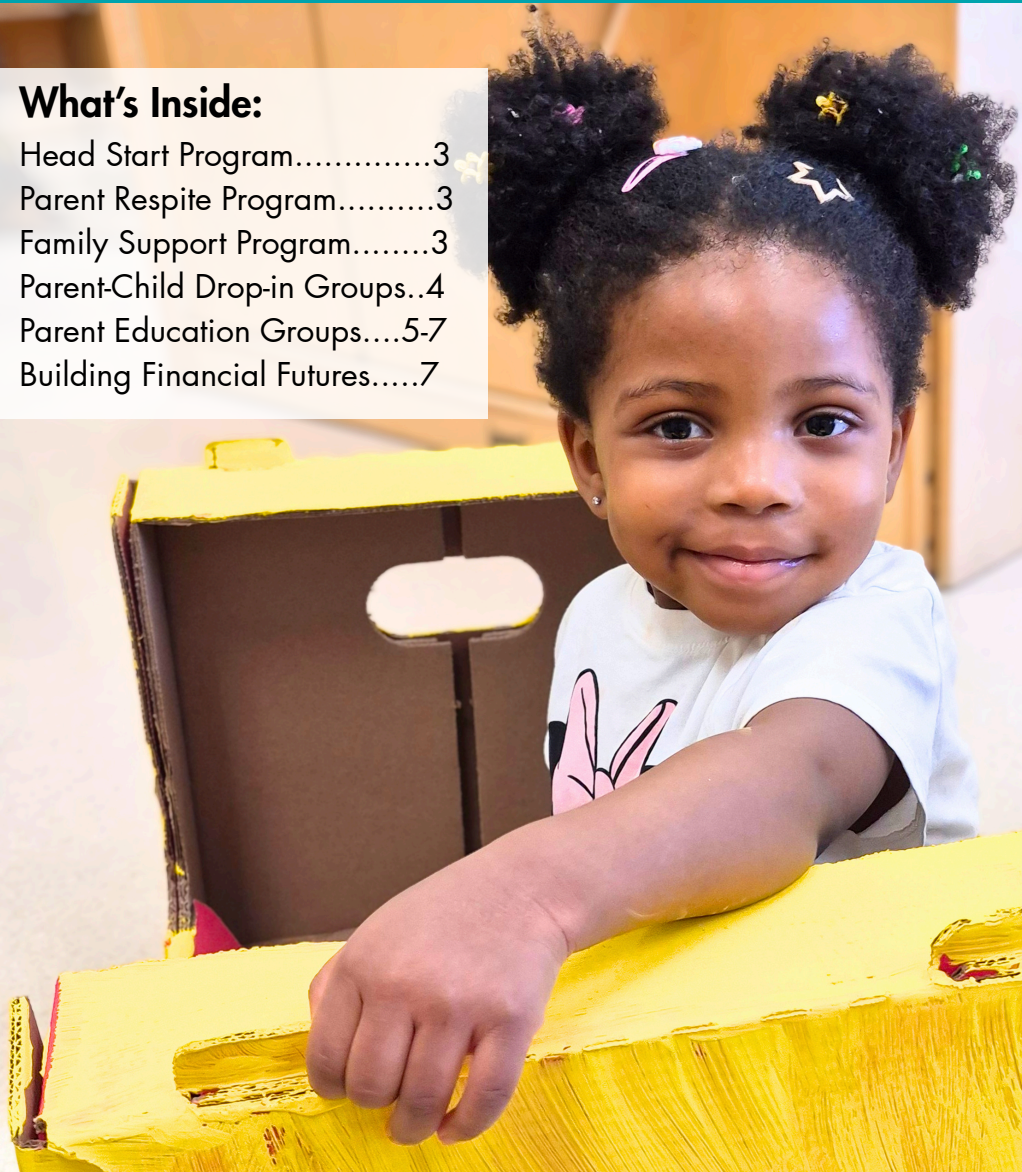 What's Inside:
Head Start Program..............3
Parent Respite Program..........3
Family Support Program........3
Parent-Child Drop-in Groups..4
Parent Education Groups....5-7
Building Financial Futures.....7